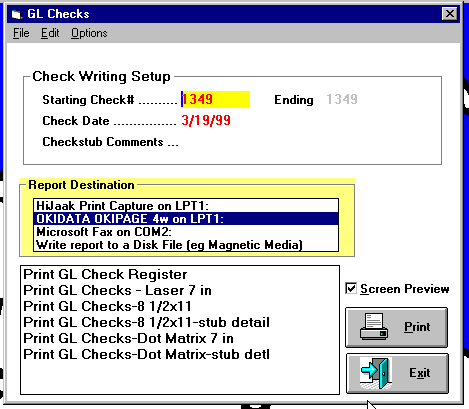 GL Checks
File Edit Options
Check Writing Setup
Starting Check# .......... 1349 Ending 1349
Check Date ................ 3/19/99
Checkstub Comments ...
Report Destination
HiJaak Print Capture on LPT1:
OKIDATA OKIPAGE 4w on LPT1:
Microsoft Fax on COM2:
Write report to a Disk File (eg Magnetic Media)
Print GL Check Register
Print GL Checks - Laser 7 in
Print GL Checks-8 1/2x11
Print GL Checks-8 1/2x11-stub detail
Print GL Checks-Dot Matrix 7 in
Print GL Checks-Dot Matrix-stub detl
Screen Preview
Print
Exit